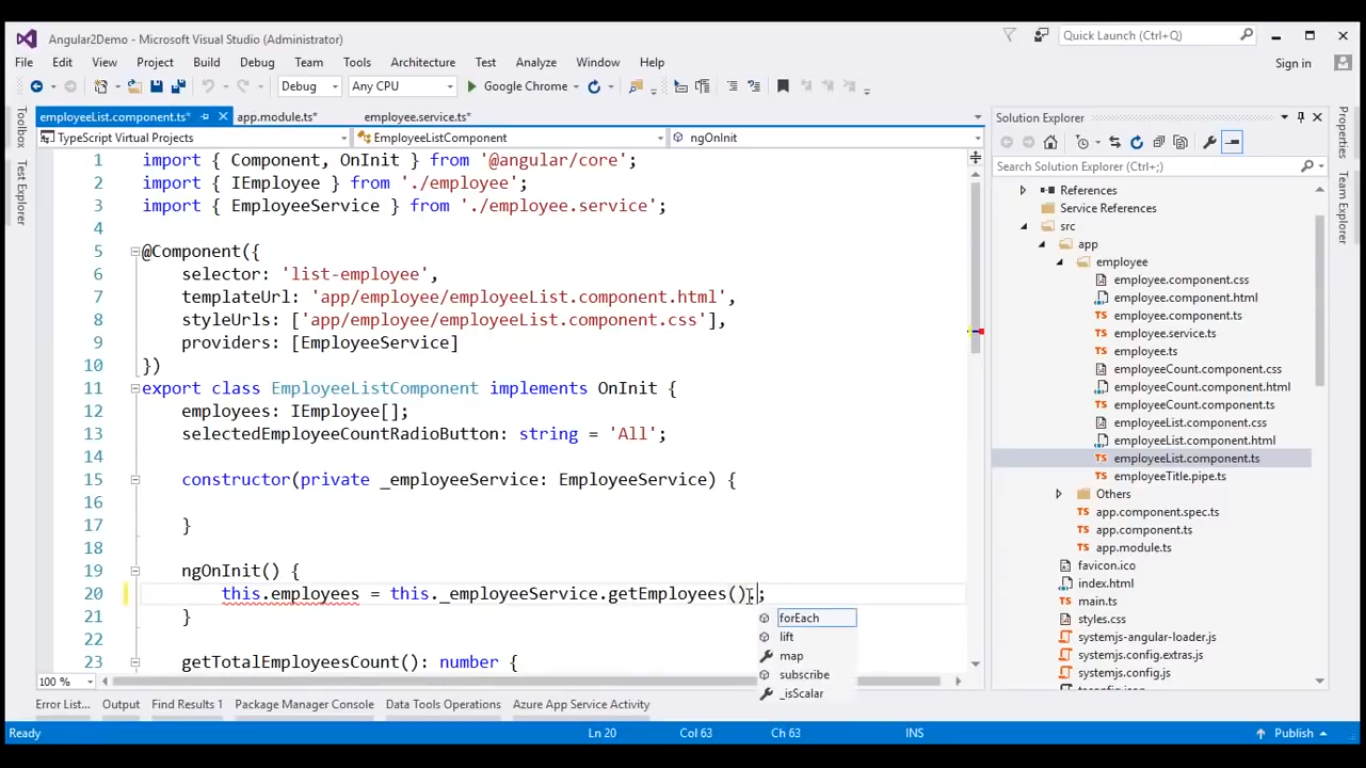 Angular2Demo - Microsoft Visual Studio (Administrator)
Quick Launch (Ctrl+Q)
File Edit View Project Build Debug Team Tools Architecture Test Analyze Window Help
Sign in
Debug Any CPU Google Chrome
employeeList.component.ts* app.module.ts* employee.service.ts*
TypeScript Virtual Projects EmployeeListComponent ngOnInit
Toolbox
Test Explorer
1 import { Component, OnInit } from '@angular/core';
2 import { IEmployee } from './employee';
3 import { EmployeeService } from './employee.service';
4
5 @Component({
6 selector: 'list-employee',
7 templateUrl: 'app/employee/employeeList.component.html',
8 styleUrls: ['app/employee/employeeList.component.css'],
9 providers: [EmployeeService]
10 })
11 export class EmployeeListComponent implements OnInit {
12 employees: IEmployee[];
13 selectedEmployeeCountRadioButton: string = 'All';
14
15 constructor(private _employeeService: EmployeeService) {
16
17 }
18
19 ngOnInit() {
20 this.employees = this._employeeService.getEmployees().;
21 }
22
23 getTotalEmployeesCount(): number {
forEach
lift
map
subscribe
_isScalar
100 %
Solution Explorer
Search Solution Explorer (Ctrl+;)
References
Service References
src
app
employee
employee.component.css
employee.component.html
employee.component.ts
employee.service.ts
employee.ts
employeeCount.component.css
employeeCount.component.html
employeeCount.component.ts
employeeList.component.css
employeeList.component.html
employeeList.component.ts
employeeTitle.pipe.ts
Others
app.component.spec.ts
app.component.ts
app.module.ts
favicon.ico
index.html
main.ts
styles.css
systemjs-angular-loader.js
systemjs.config.extras.js
systemjs.config.js
Properties
Team Explorer
Error List... Output Find Results 1 Package Manager Console Data Tools Operations Azure App Service Activity
Ready Ln 20 Col 63 Ch 63 INS Publish